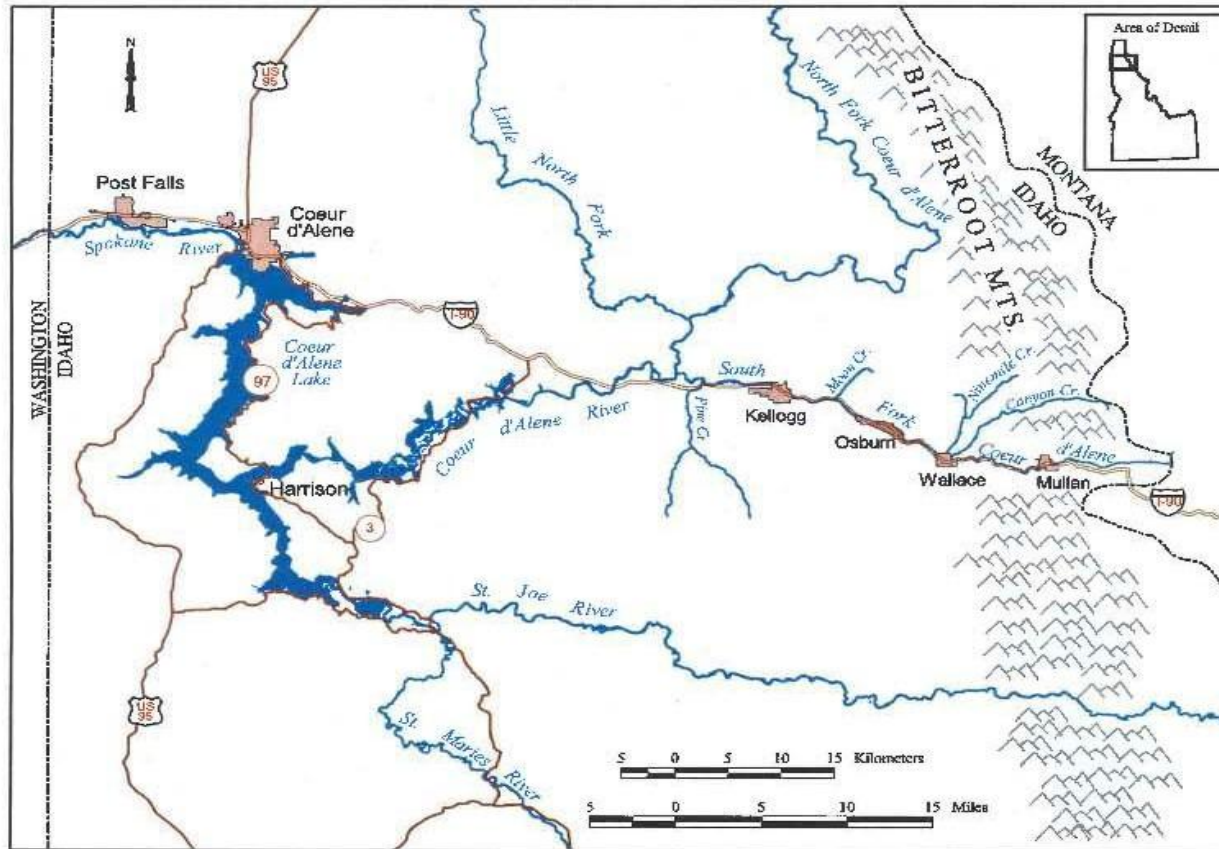 Area of Detail
N
US
95
Little North Fork
North Fork Coeur d'Alene
BITTERROOT MTS.
MONTANA
IDAHO
Post Falls
Coeur
d'Alene
Spokane River
WASHINGTON
IDAHO
I-90
Coeur
d'Alene
Lake
97
Coeur d'Alene River
South Fork Coeur d'Alene
Moon Cr.
Ninemile Cr.
Canyon Cr.
Pine Cr.
Kellogg
Osburn
Wallace
Mullan
Harrison
3
I-90
St. Joe River
US
95
St. Maries River
5 0 5 10 15 Kilometers
5 0 5 10 15 Miles